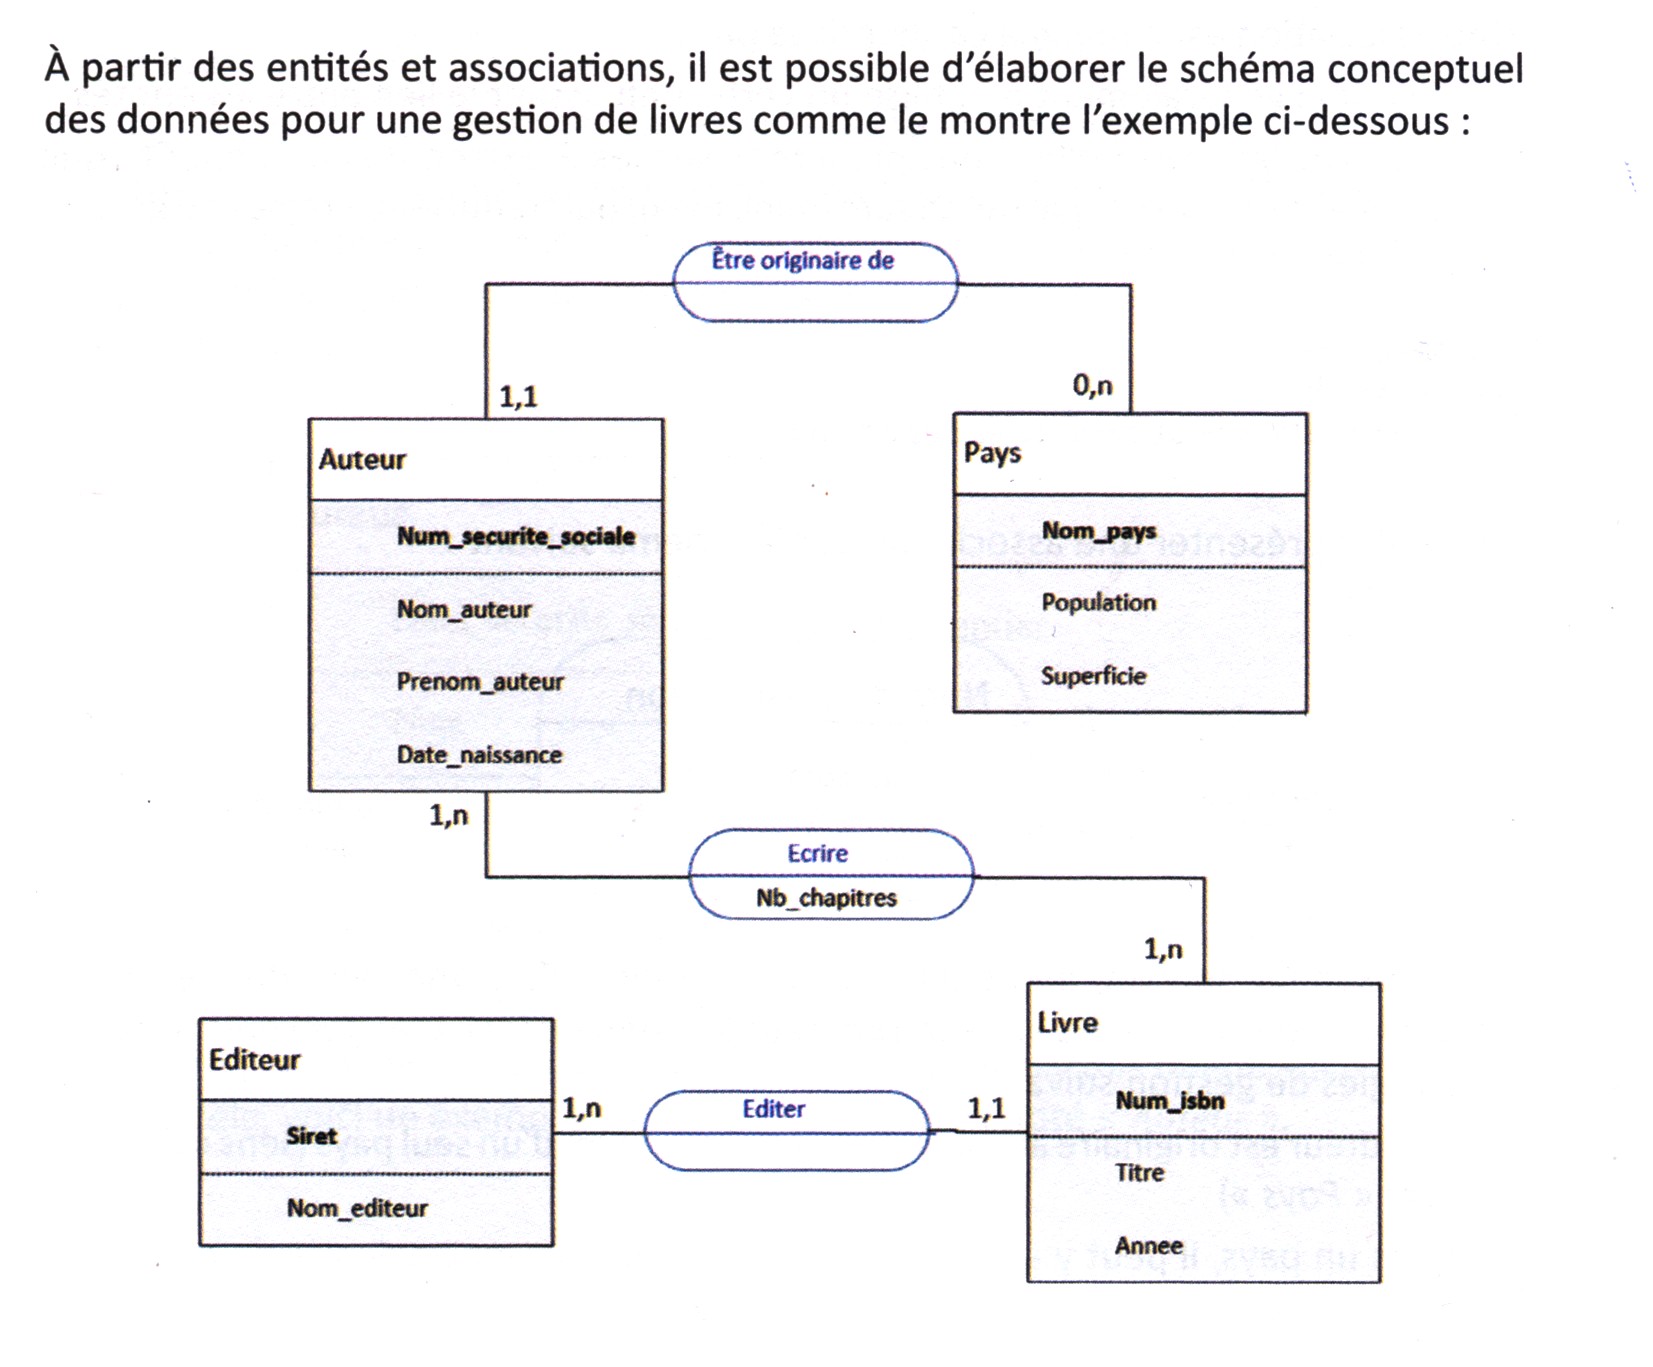 À partir des entités et associations, il est possible d'élaborer le schéma conceptuel
des données pour une gestion de livres comme le montre l'exemple ci-dessous :
Être originaire de
1,1
0,n
Auteur
Num_securite_sociale
Nom_auteur
Prenom_auteur
Date_naissance
Pays
Nom_pays
Population
Superficie
1,n
Ecrire
Nb_chapitres
1,n
Editeur
Siret
Nom_editeur
1,n
Editer
1,1
Livre
Num_isbn
Titre
Annee